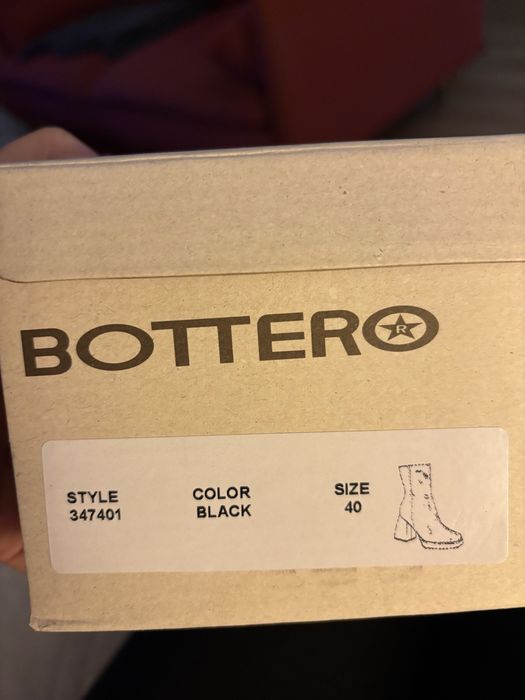 BOTTERO
R
STYLE COLOR SIZE
347401 BLACK 40